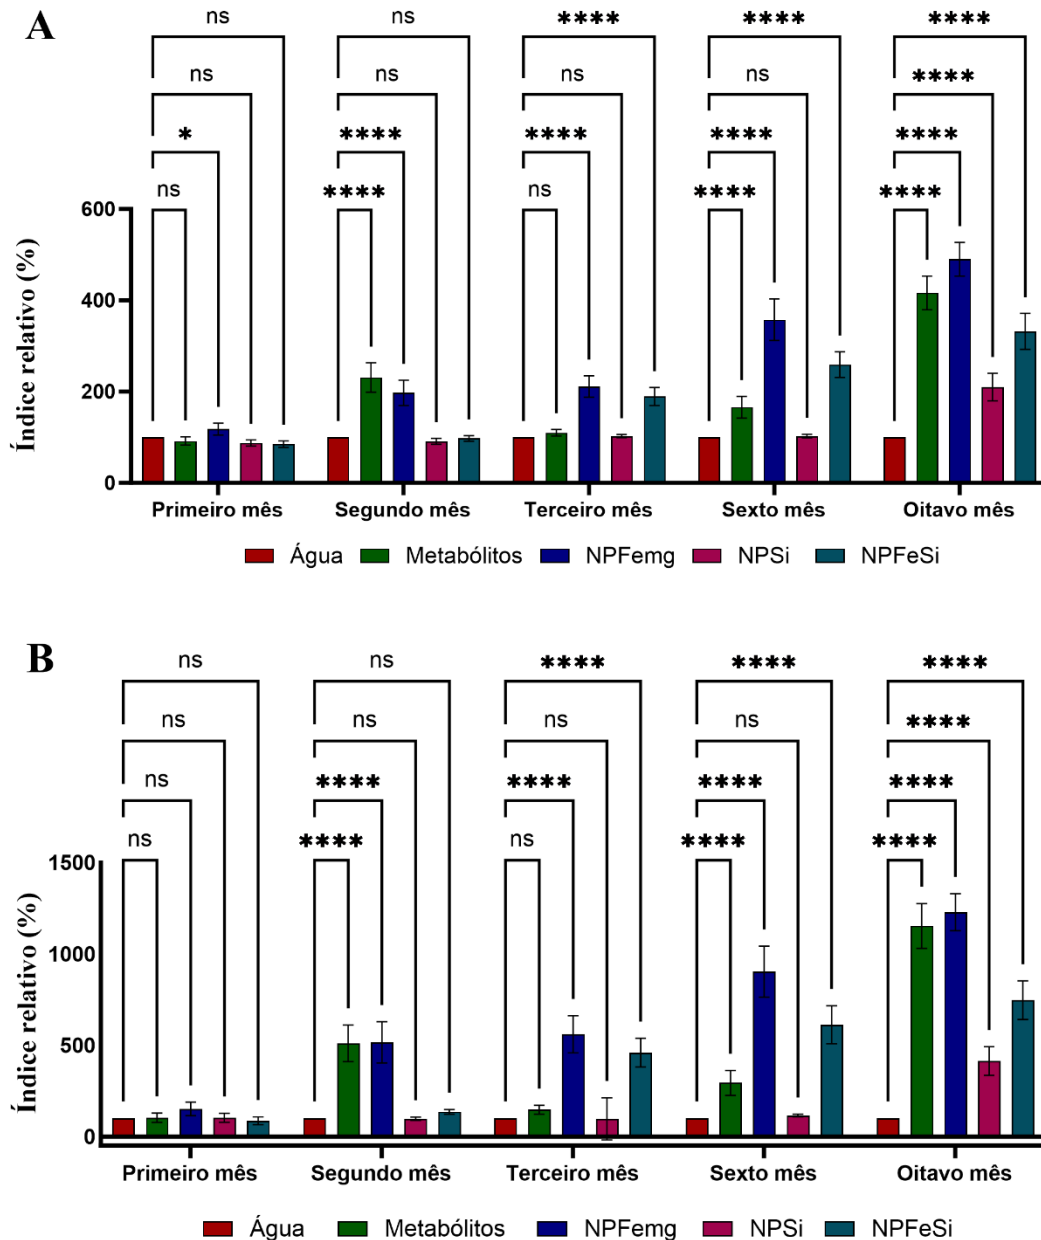 A
ns ns **** **** ****
ns ns ns ns ****
* **** **** **** ****
ns **** ns **** ****
Índice relativo (%)
600
400
200
0
Primeiro mês Segundo mês Terceiro mês Sexto mês Oitavo mês
Água Metabólitos NPFemg NPSi NPFeSi
B
ns ns **** **** ****
ns ns ns ns ****
ns **** **** **** ****
ns **** ns **** ****
Índice relativo (%)
1500
1000
500
0
Primeiro mês Segundo mês Terceiro mês Sexto mês Oitavo mês
Água Metabólitos NPFemg NPSi NPFeSi